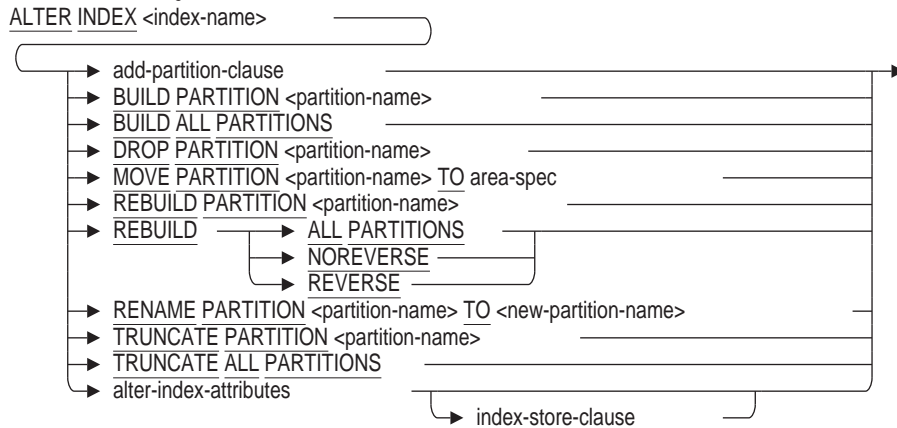 ALTER INDEX <index-name>
add-partition-clause
BUILD PARTITION <partition-name>
BUILD ALL PARTITIONS
DROP PARTITION <partition-name>
MOVE PARTITION <partition-name> TO area-spec
REBUILD PARTITION <partition-name>
REBUILD ALL PARTITIONS
NOREVERSE
REVERSE
RENAME PARTITION <partition-name> TO <new-partition-name>
TRUNCATE PARTITION <partition-name>
TRUNCATE ALL PARTITIONS
alter-index-attributes
index-store-clause